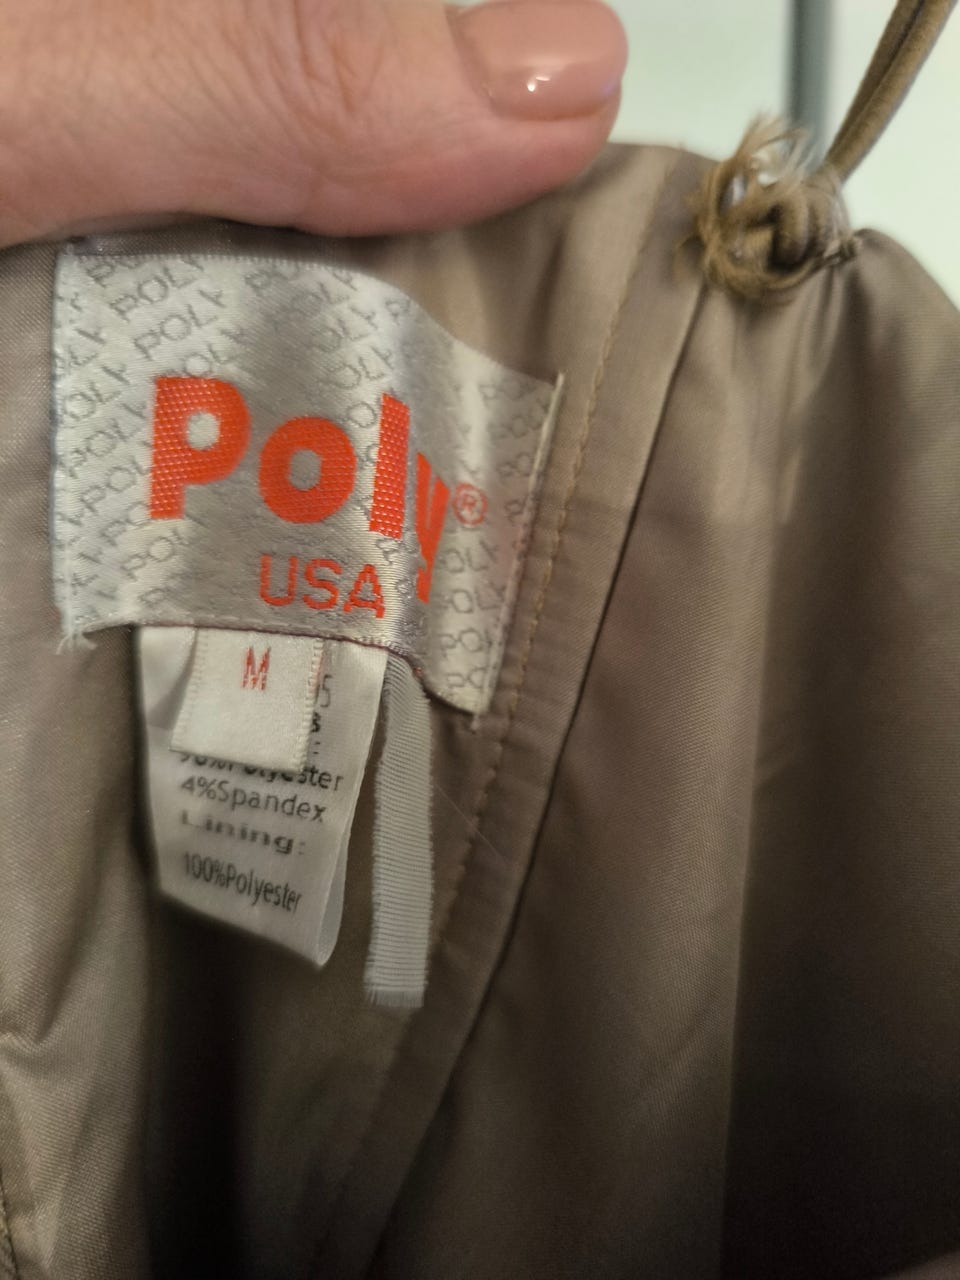 Poly®
USA
M
4%Spandex
Lining:
100%Polyester